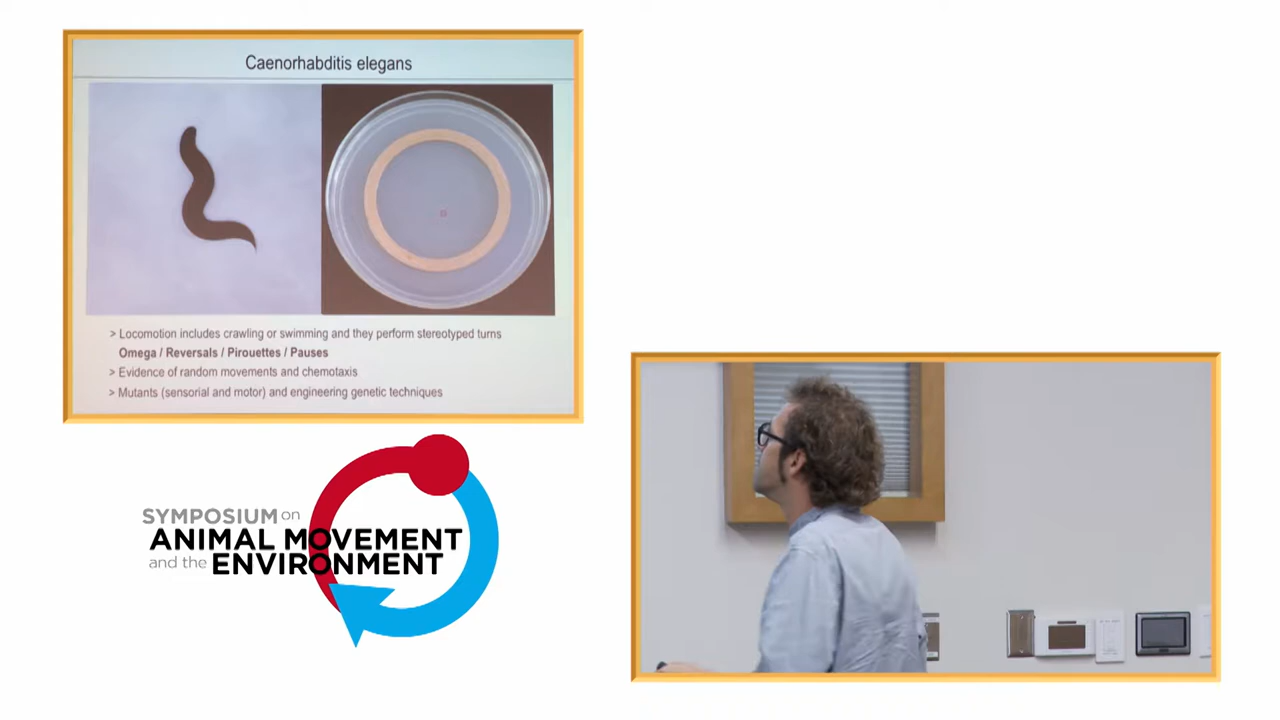 Caenorhabditis elegans
> Locomotion includes crawling or swimming and they perform stereotyped turns
Omega / Reversals / Pirouettes / Pauses
> Evidence of random movements and chemotaxis
> Mutants (sensorial and motor) and engineering genetic techniques
SYMPOSIUM on
ANIMAL MOVEMENT
and the ENVIRONMENT